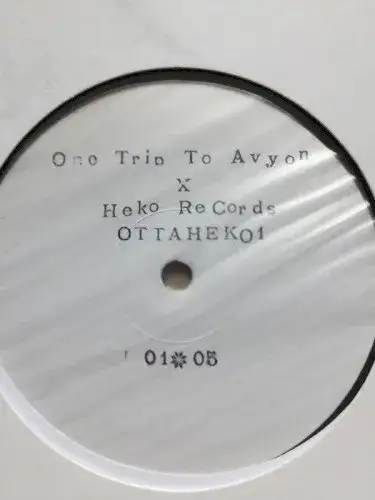 One Trip To Avyon
X
Heko ReCords
OTTAHEK01
01✽05